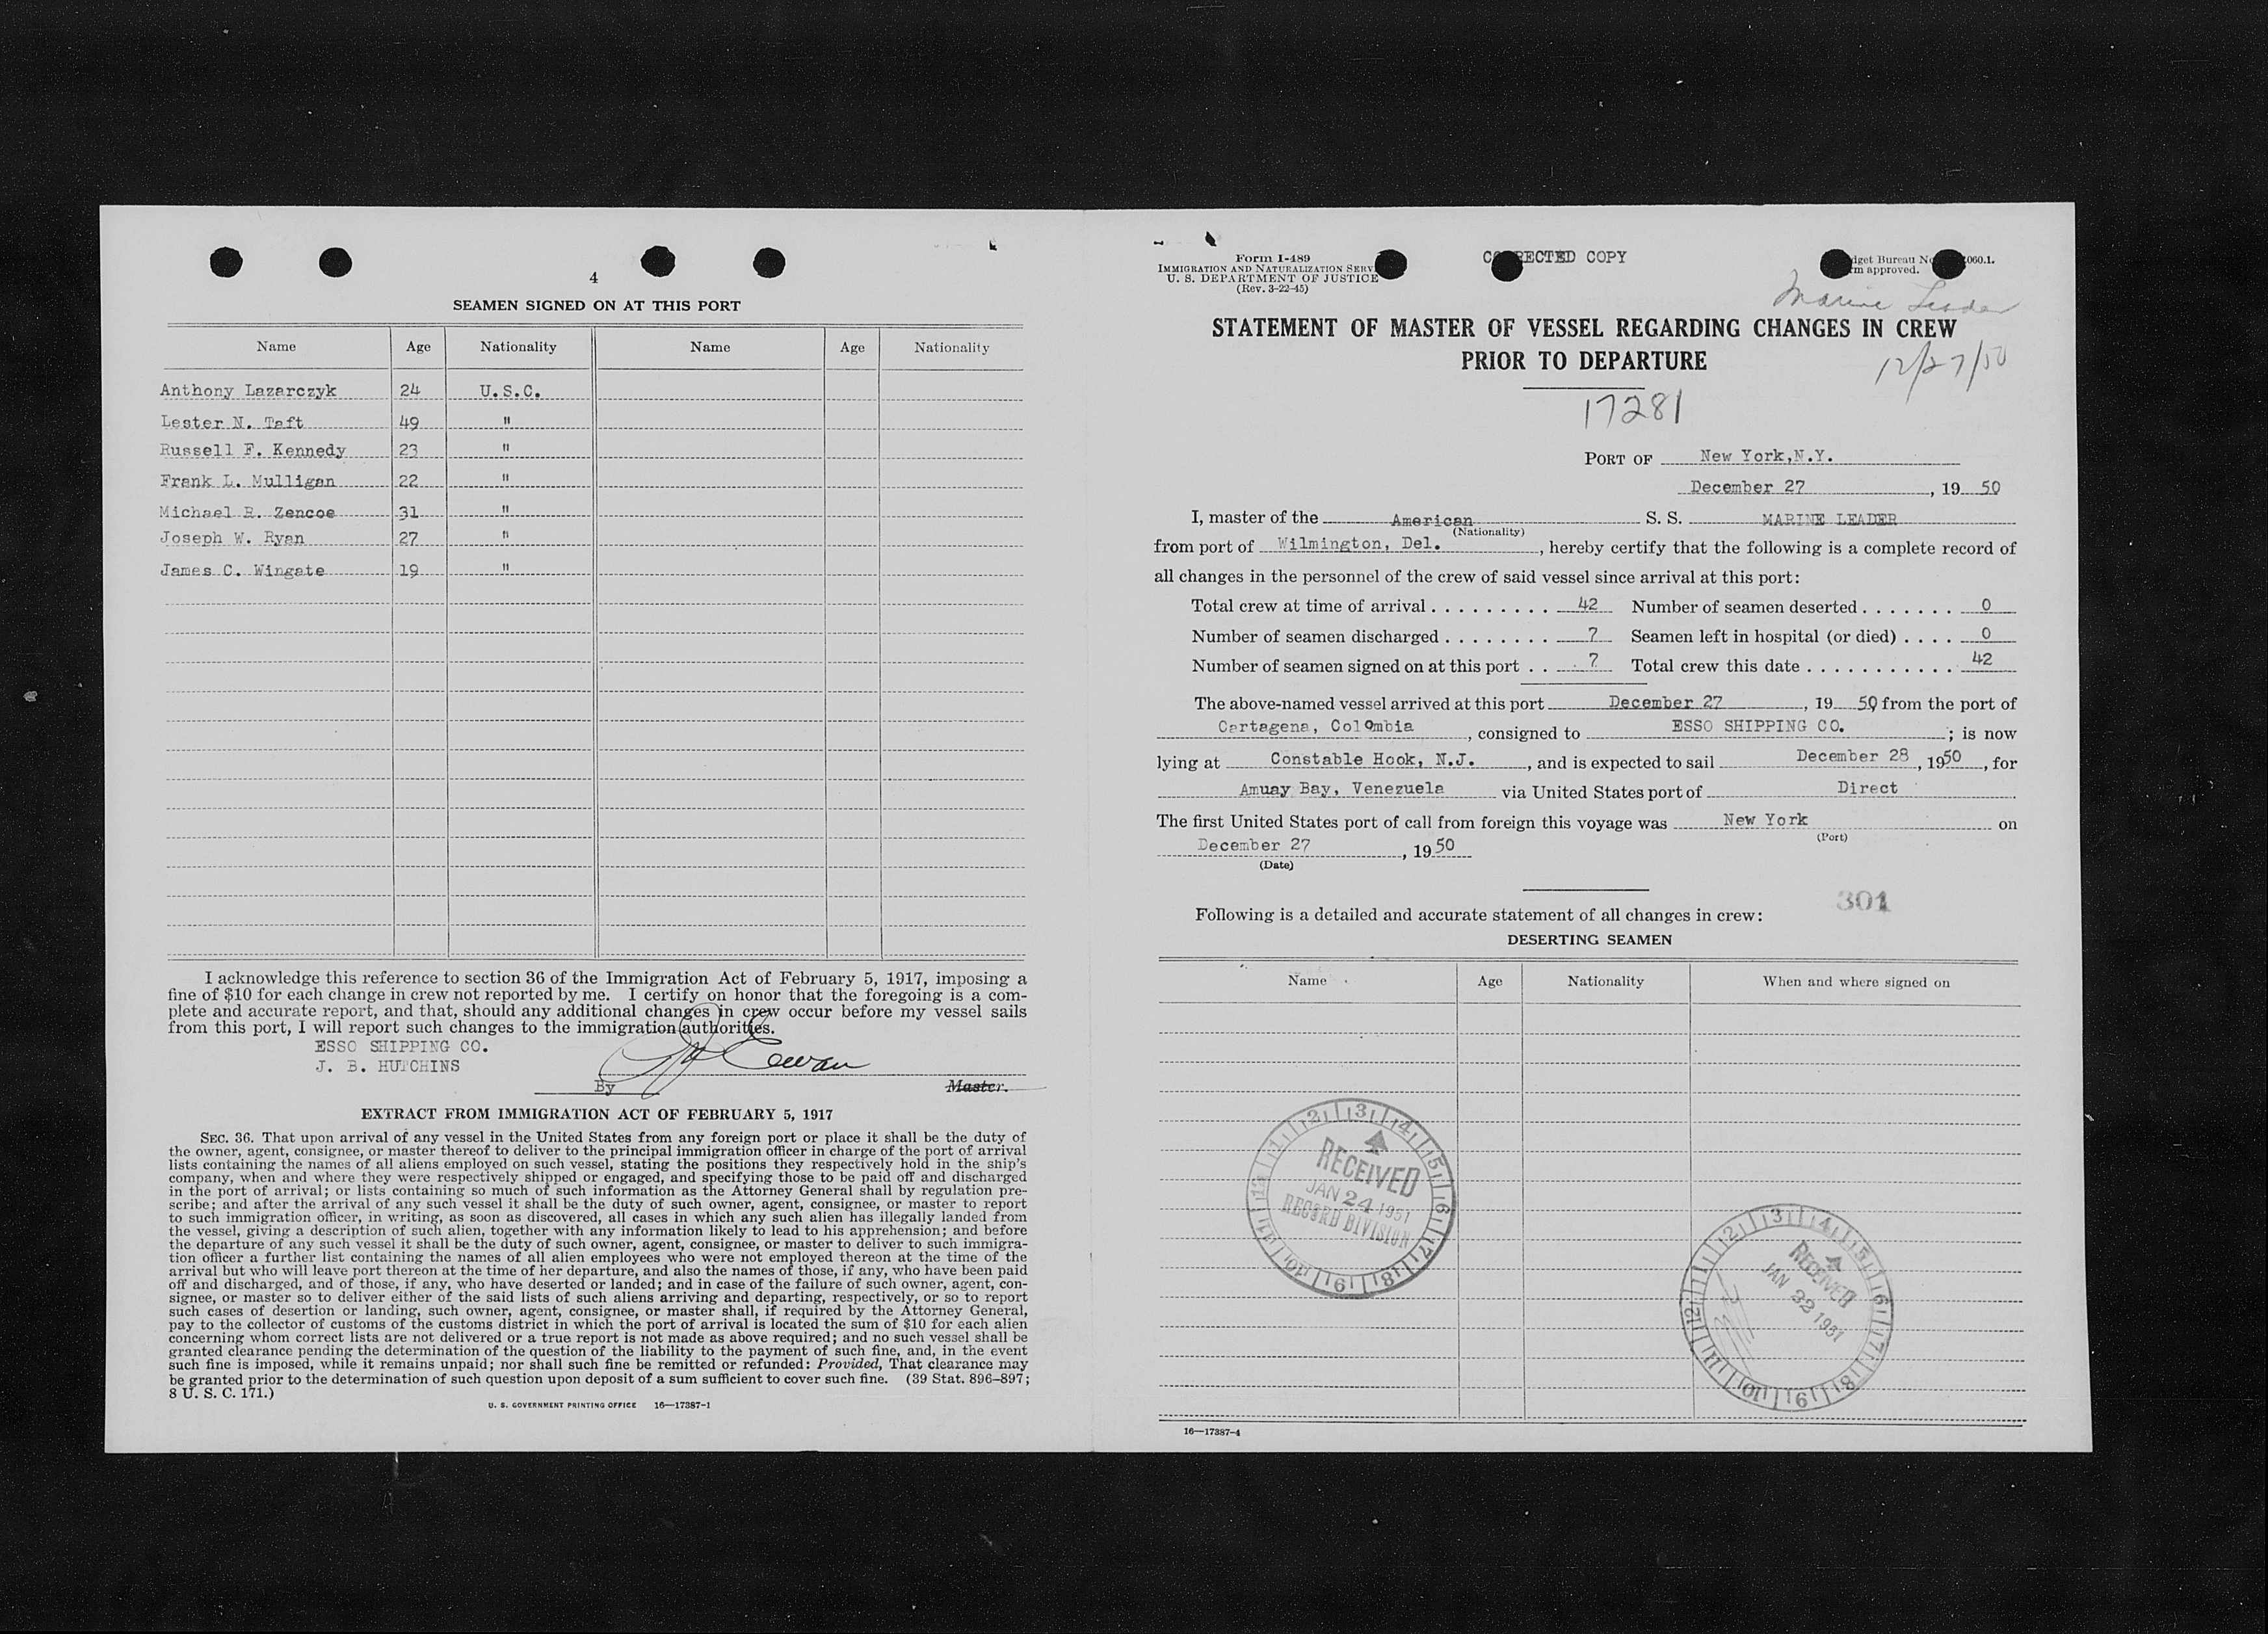 4
SEAMEN SIGNED ON AT THIS PORT
Name Age Nationality Name Age Nationality
Anthony Lazarczyk 24 U.S.C.
Lester N. Taft 49 "
Russell F. Kennedy 23 "
Frank L. Mulligan 22 "
Michael R. Zencoe 31 "
Joseph W. Ryan 27 "
James C. Wingate 19 "
I acknowledge this reference to section 36 of the Immigration Act of February 5, 1917, imposing a
fine of $10 for each change in crew not reported by me. I certify on honor that the foregoing is a com-
plete and accurate report, and that, should any additional changes in crew occur before my vessel sails
from this port, I will report such changes to the immigration authorities.
ESSO SHIPPING CO.
J. B. HUTCHINS
By Master.
EXTRACT FROM IMMIGRATION ACT OF FEBRUARY 5, 1917
SEC. 36. That upon arrival of any vessel in the United States from any foreign port or place it shall be the duty of
the owner, agent, consignee, or master thereof to deliver to the principal immigration officer in charge of the port of arrival
lists containing the names of all aliens employed on such vessel, stating the positions they respectively hold in the ship's
company, when and where they were respectively shipped or engaged, and specifying those to be paid off and discharged
in the port of arrival; or lists containing so much of such information as the Attorney General shall by regulation pre-
scribe; and after the arrival of any such vessel it shall be the duty of such owner, agent, consignee, or master to report
to such immigration officer, in writing, as soon as discovered, all cases in which any such alien has illegally landed from
the vessel, giving a description of such alien, together with any information likely to lead to his apprehension; and before
the departure of any such vessel it shall be the duty of such owner, agent, consignee, or master to deliver to such immigra-
tion officer a further list containing the names of all alien employees who were not employed thereon at the time of the
arrival but who will leave port thereon at the time of her departure, and also the names of those, if any, who have been paid
off and discharged, and of those, if any, who have deserted or landed; and in case of the failure of such owner, agent, con-
signee, or master so to deliver either of the said lists of such aliens arriving and departing, respectively, or so to report
such cases of desertion or landing, such owner, agent, consignee, or master shall, if required by the Attorney General,
pay to the collector of customs of the customs district in which the port of arrival is located the sum of $10 for each alien
concerning whom correct lists are not delivered or a true report is not made as above required; and no such vessel shall be
granted clearance pending the determination of the question of the liability to the payment of such fine, and, in the event
such fine is imposed, while it remains unpaid; nor shall such fine be remitted or refunded: Provided, That clearance may
be granted prior to the determination of such question upon deposit of a sum sufficient to cover such fine. (39 Stat. 896–897;
8 U. S. C. 171.)
U. S. GOVERNMENT PRINTING OFFICE 16—17387-1
Form I-489
IMMIGRATION AND NATURALIZATION SERV
U. S. DEPARTMENT OF JUSTICE
(Rev. 3-22-45)
C RECTED COPY
dget Bureau No 060.1.
m approved.
Marine Leader
STATEMENT OF MASTER OF VESSEL REGARDING CHANGES IN CREW
PRIOR TO DEPARTURE
12/27/50
17281
PORT OF New York,N.Y.
December 27, 19 50
I, master of the American S. S. MARINE LEADER
(Nationality)
from port of Wilmington, Del., hereby certify that the following is a complete record of
all changes in the personnel of the crew of said vessel since arrival at this port:
Total crew at time of arrival . . . . . . . . . 42 Number of seamen deserted . . . . . . . 0
Number of seamen discharged . . . . . . . . 7 Seamen left in hospital (or died) . . . . 0
Number of seamen signed on at this port . . . 7 Total crew this date . . . . . . . . . . . 42
The above-named vessel arrived at this port December 27, 19 50 from the port of
Cartagena, Colombia, consigned to ESSO SHIPPING CO.; is now
lying at Constable Hook, N.J., and is expected to sail December 28, 1950, for
Amuay Bay, Venezuela via United States port of Direct
The first United States port of call from foreign this voyage was New York on
(Port)
December 27, 19 50
(Date)
301
Following is a detailed and accurate statement of all changes in crew:
DESERTING SEAMEN
Name Age Nationality When and where signed on
RECEIVED
JAN 24 1951
RECORD DIVISION
RECEIVED
JAN 22 1951
16—17387-4